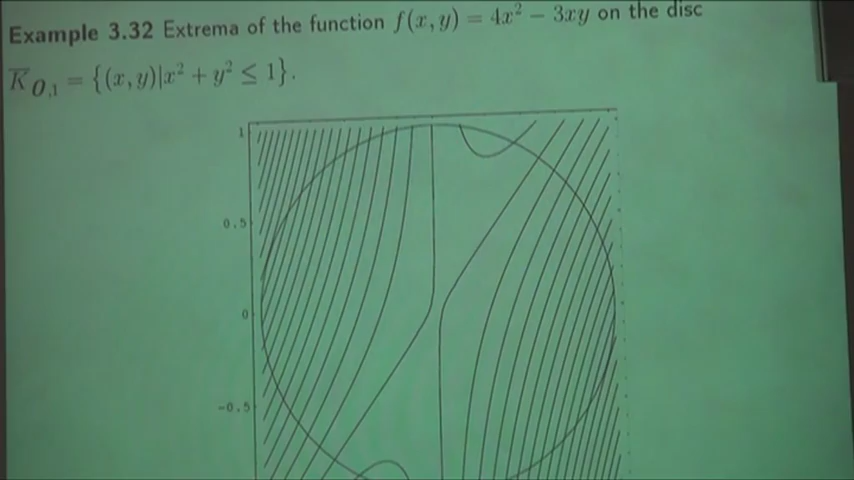 Example 3.32 Extrema of the function f(x, y) = 4x² − 3xy on the disc
K̅_{O,1} = {(x, y)|x² + y² ≤ 1}.
1
0.5
0
-0.5